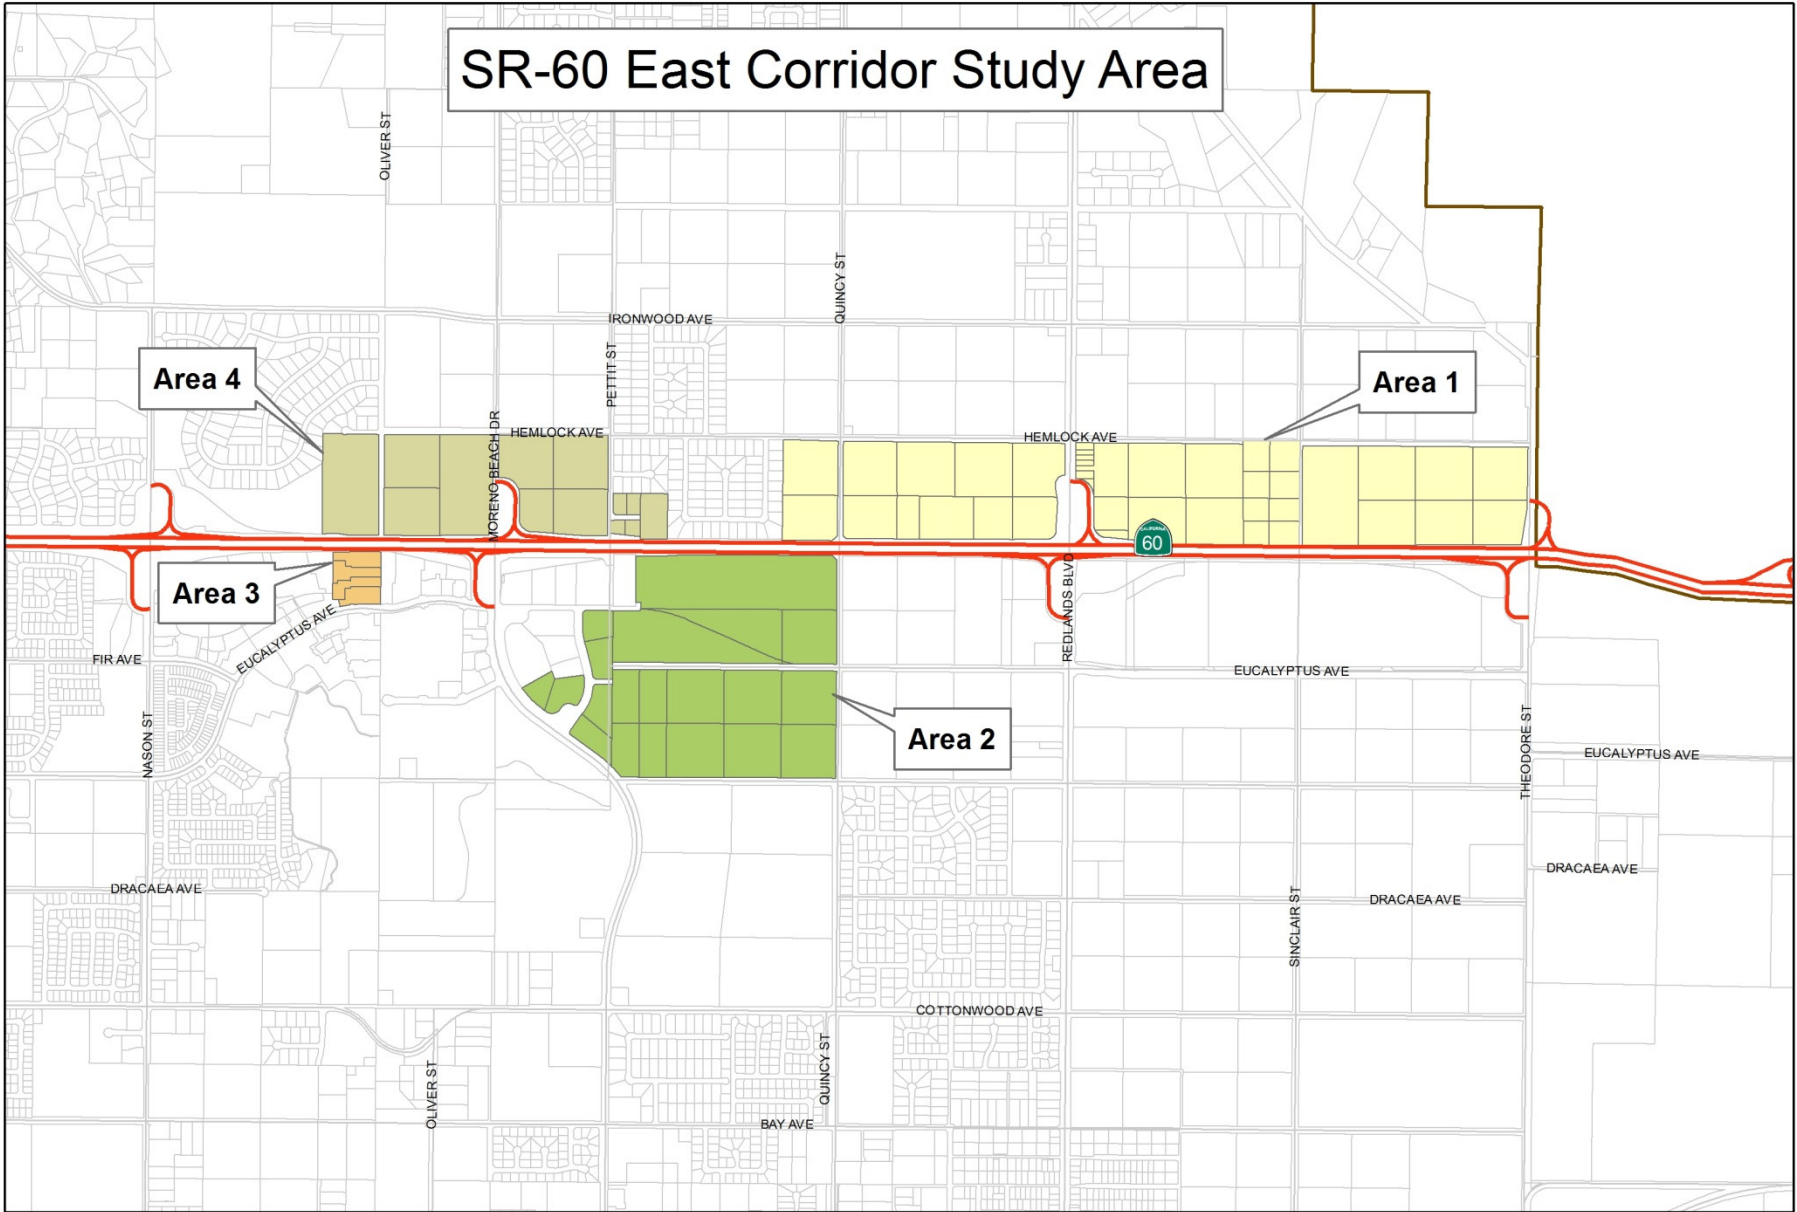 SR-60 East Corridor Study Area
OLIVER ST
QUINCY ST
IRONWOOD AVE
PETTIT ST
Area 4
Area 1
MORENO BEACH DR
HEMLOCK AVE
HEMLOCK AVE
CALIFORNIA
60
Area 3
REDLANDS BLVD
EUCALYPTUS AVE
FIR AVE
EUCALYPTUS AVE
NASON ST
Area 2
THEODORE ST
EUCALYPTUS AVE
DRACAEA AVE
DRACAEA AVE
DRACAEA AVE
SINCLAIR ST
COTTONWOOD AVE
QUINCY ST
OLIVER ST
BAY AVE